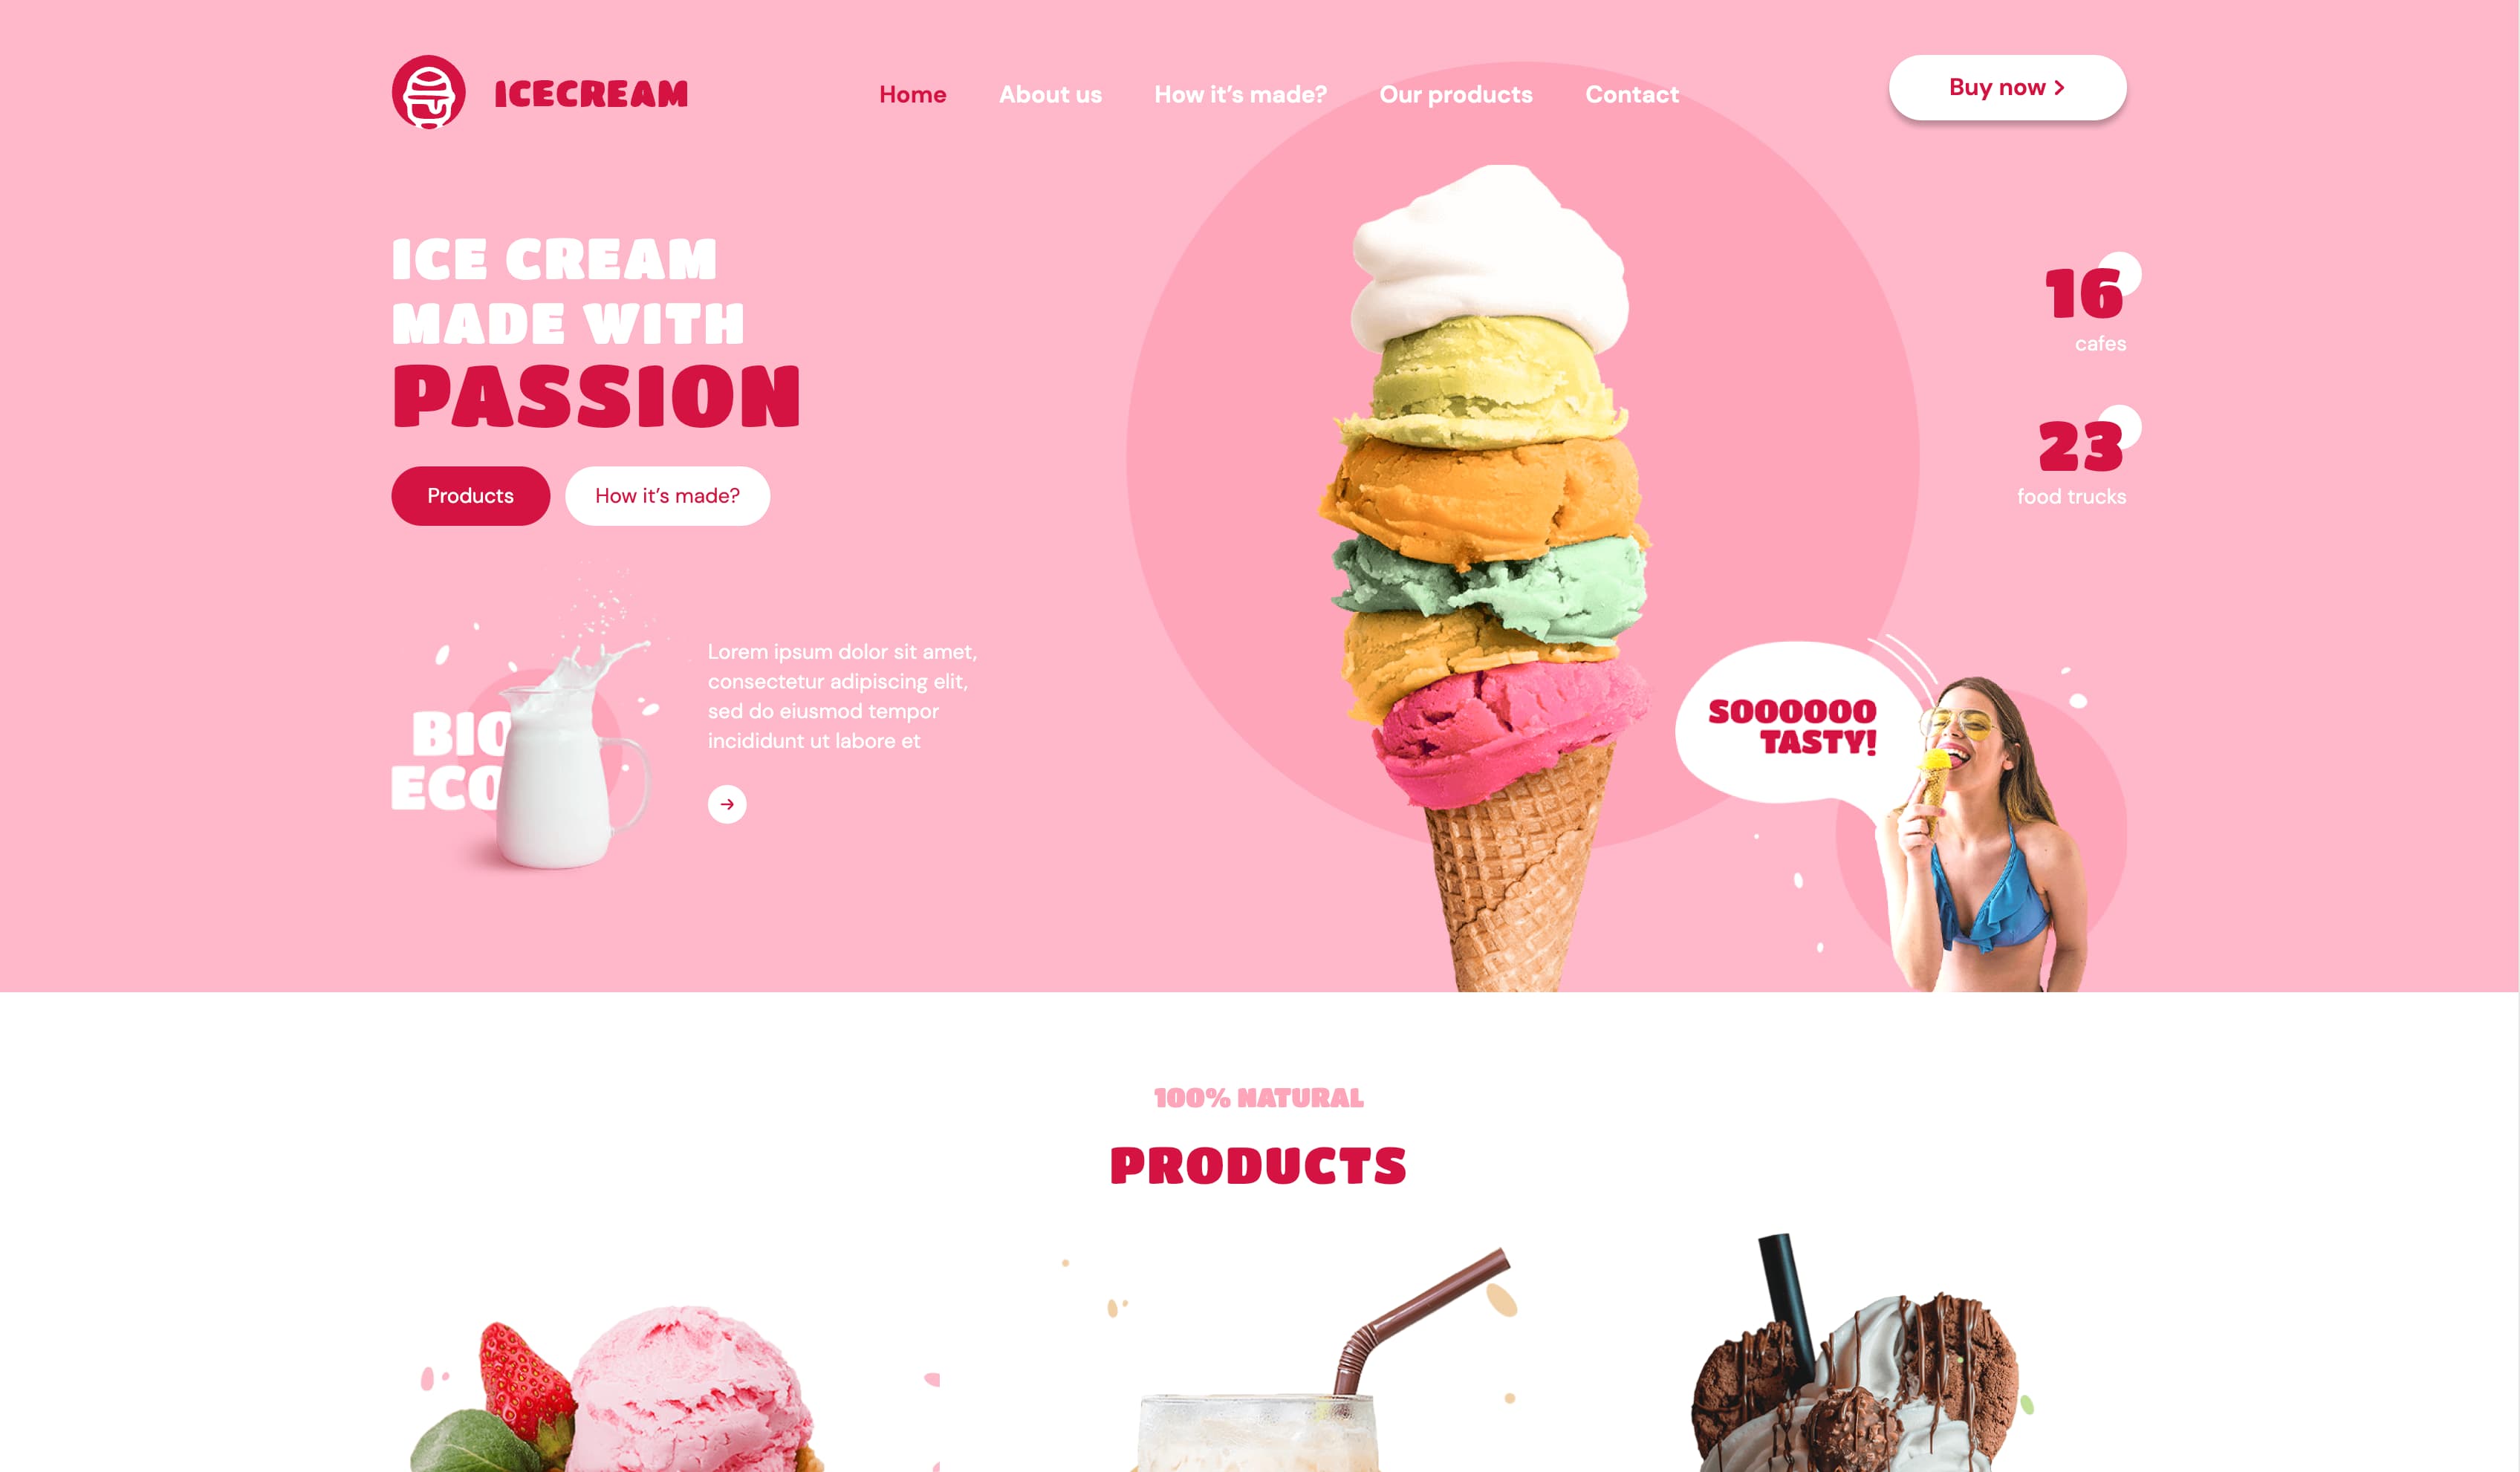 ICECREAM
Home
About us
How it’s made?
Our products
Contact
Buy now
ICE CREAM
MADE WITH
PASSION
Products
How it’s made?
16
cafes
23
food trucks
BIO
ECO
Lorem ipsum dolor sit amet,
consectetur adipiscing elit,
sed do eiusmod tempor
incididunt ut labore et
SOOOOOO
TASTY!
100% NATURAL
PRODUCTS